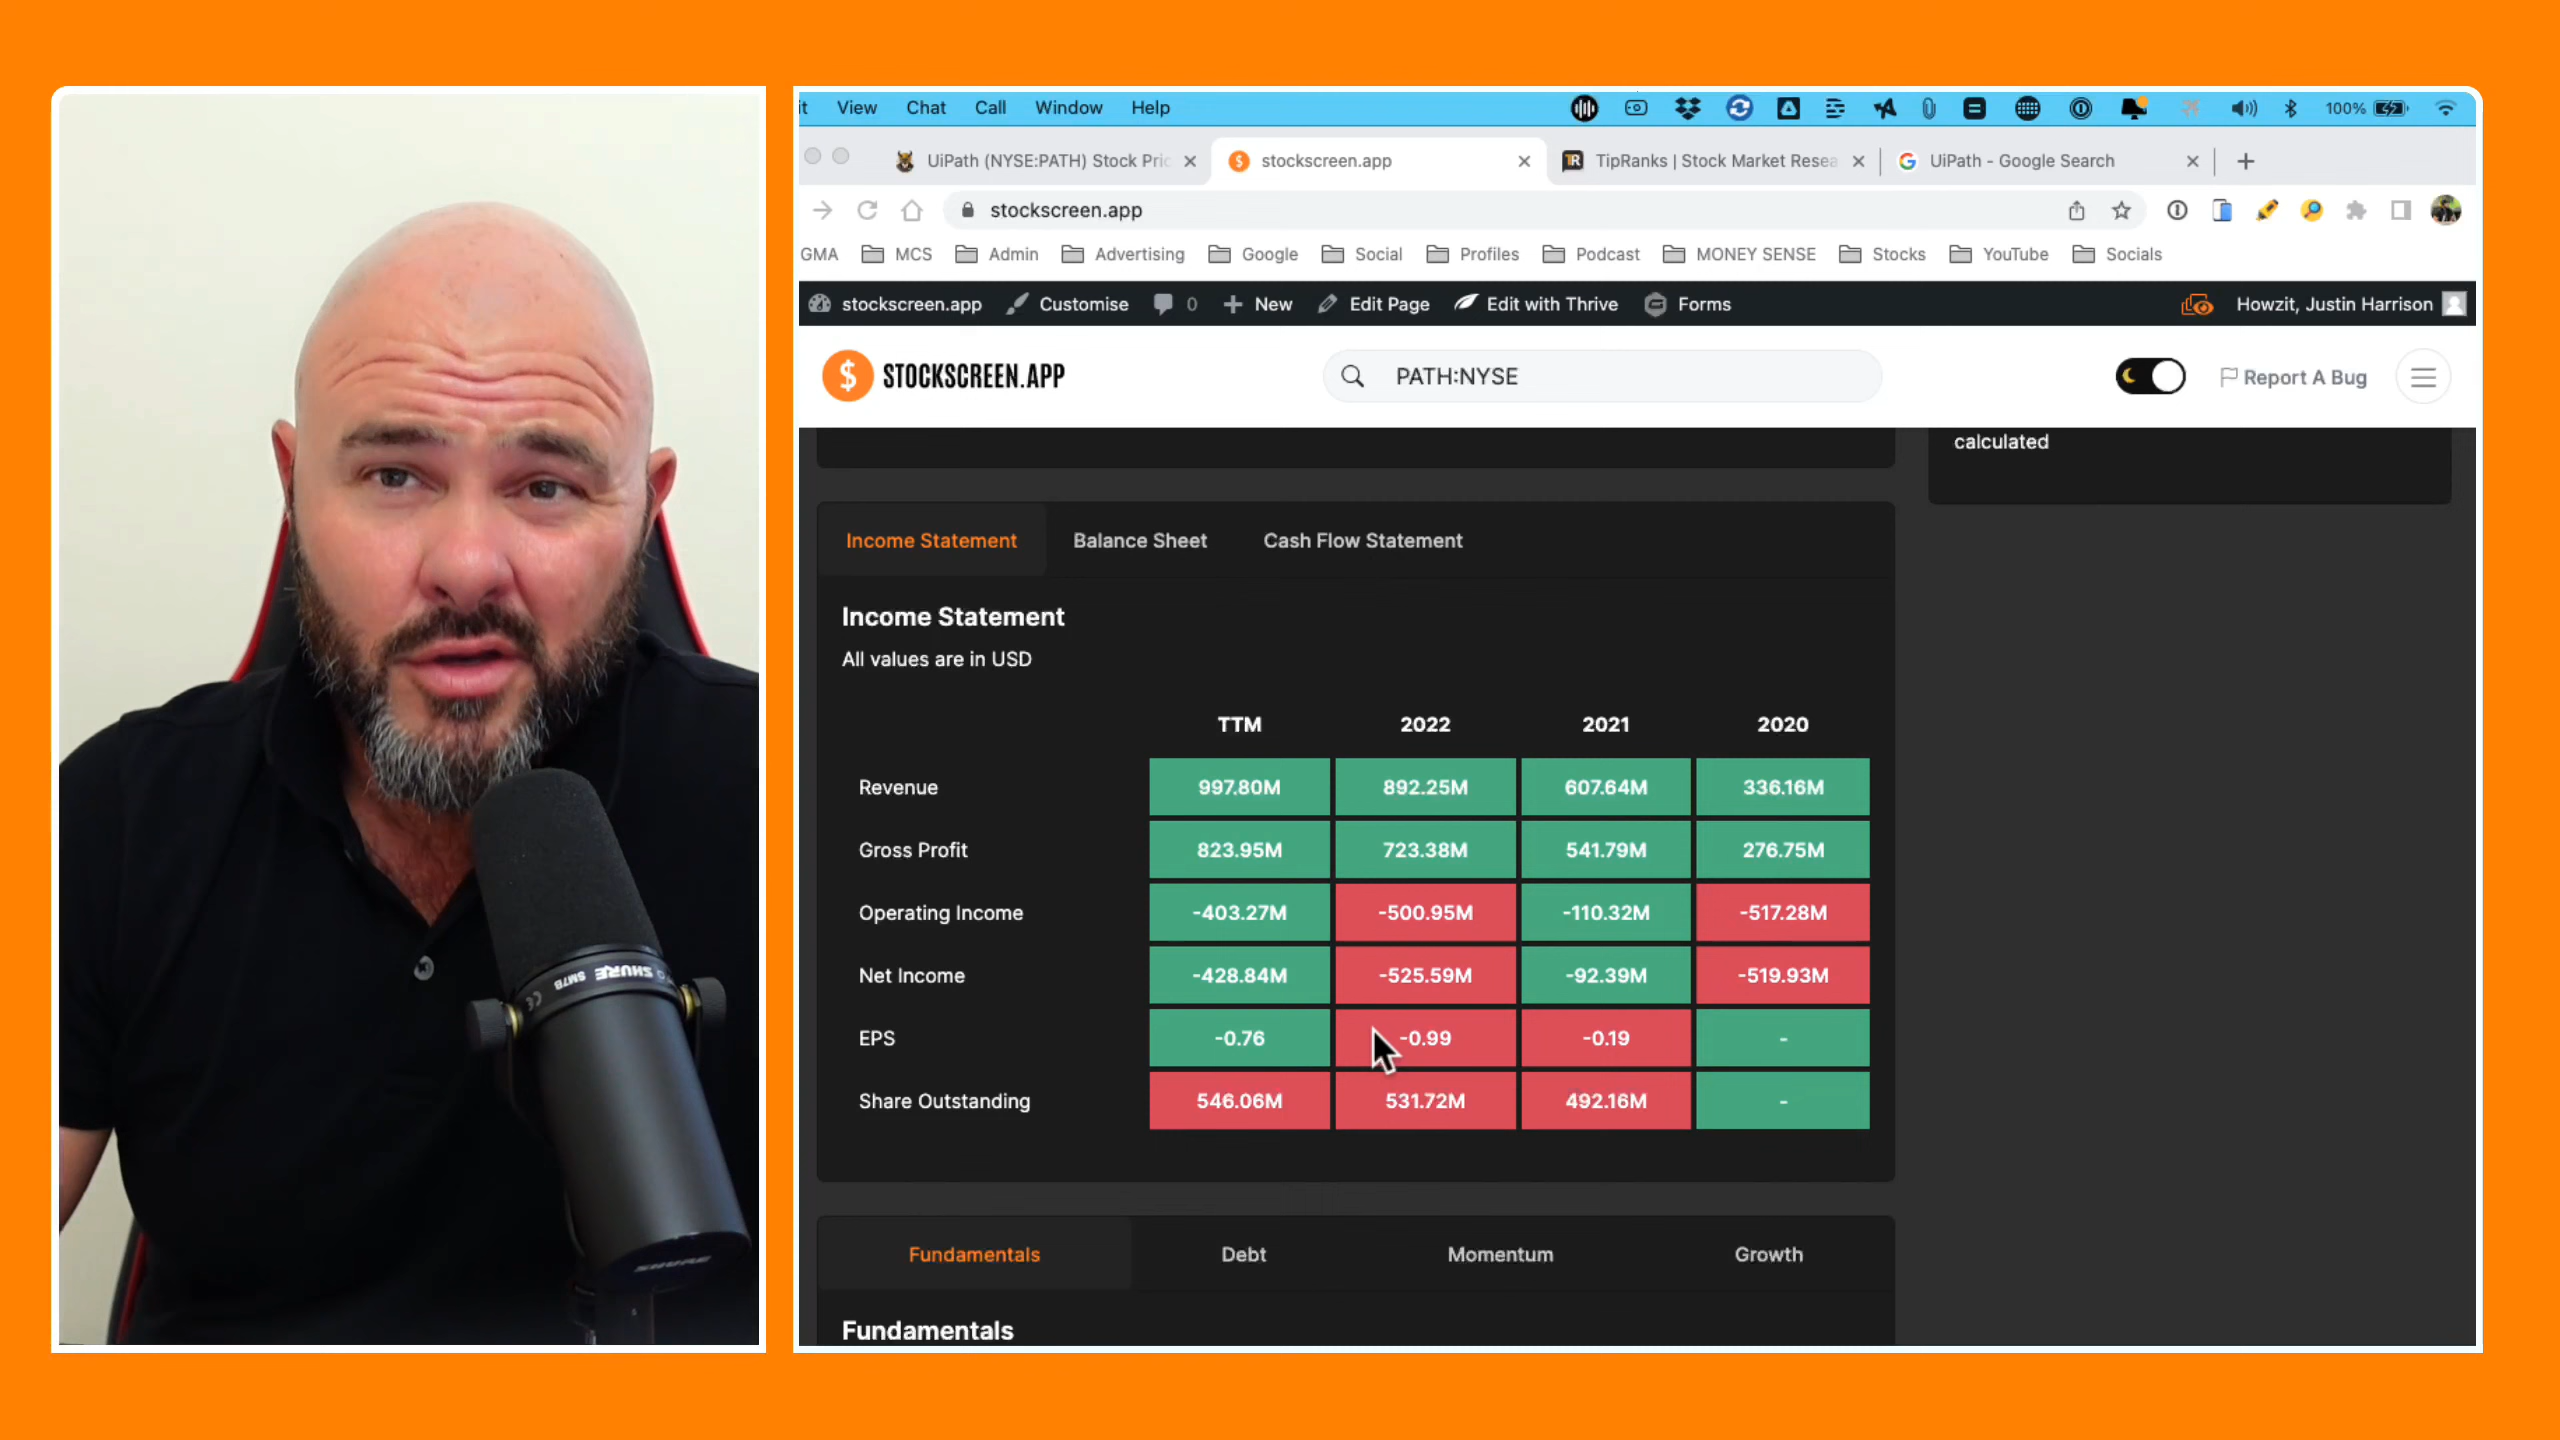 it View Chat Call Window Help 100%
UiPath (NYSE:PATH) Stock Pric
stockscreen.app
TipRanks | Stock Market Resea
UiPath - Google Search
stockscreen.app
GMA MCS Admin Advertising Google Social Profiles Podcast MONEY SENSE Stocks YouTube Socials
stockscreen.app Customise 0 New Edit Page Edit with Thrive Forms Howzit, Justin Harrison
$ STOCKSCREEN.APP PATH:NYSE Report A Bug
calculated
Income Statement Balance Sheet Cash Flow Statement
Income Statement
All values are in USD
TTM 2022 2021 2020
Revenue 997.80M 892.25M 607.64M 336.16M
Gross Profit 823.95M 723.38M 541.79M 276.75M
Operating Income -403.27M -500.95M -110.32M -517.28M
Net Income -428.84M -525.59M -92.39M -519.93M
EPS -0.76 -0.99 -0.19 -
Share Outstanding 546.06M 531.72M 492.16M -
Fundamentals Debt Momentum Growth
Fundamentals
SHURE SM7B
SHURE